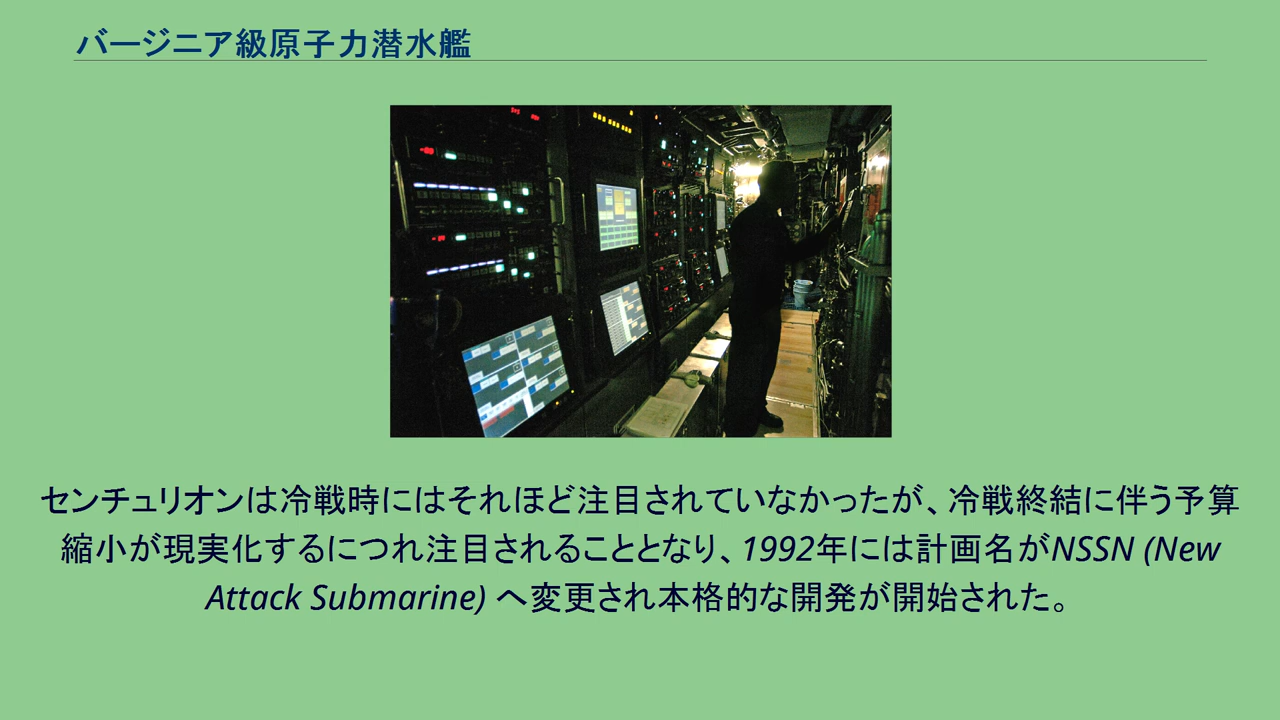 バージニア級原子力潜水艦
センチュリオンは冷戦時にはそれほど注目されていなかったが、冷戦終結に伴う予算
縮小が現実化するにつれ注目されることとなり、1992年には計画名がNSSN (New
Attack Submarine) へ変更され本格的な開発が開始された。